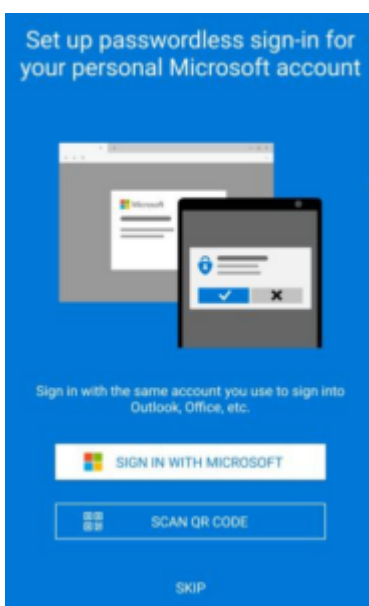 Set up passwordless sign-in for
your personal Microsoft account
Microsoft
Sign in with the same account you use to sign into
Outlook, Office, etc.
SIGN IN WITH MICROSOFT
SCAN QR CODE
SKIP